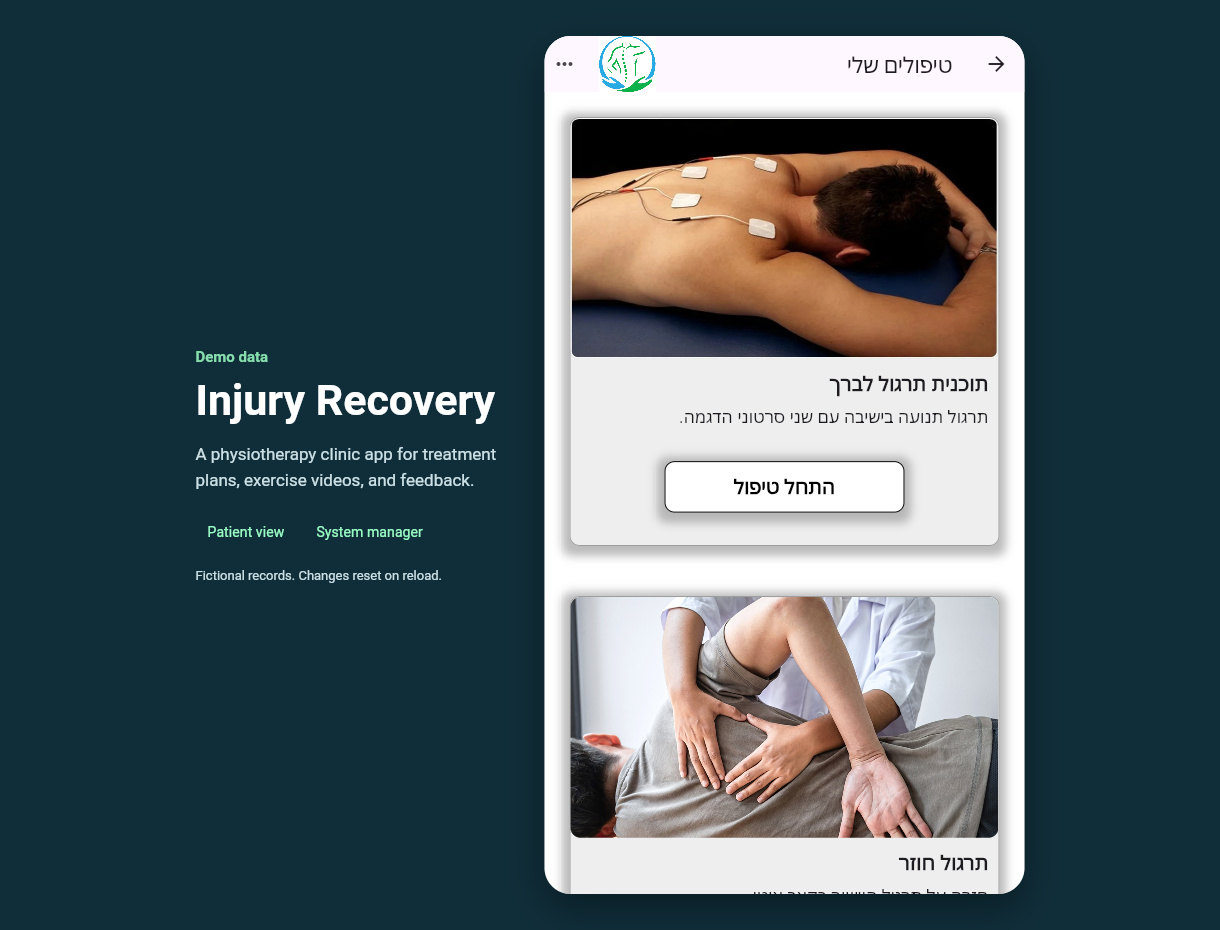 Demo data
Injury Recovery
A physiotherapy clinic app for treatment
plans, exercise videos, and feedback.
Patient view
System manager
Fictional records. Changes reset on reload.
טיפולים שלי
תוכנית תרגול לברך
תרגול תנועה בישיבה עם שני סרטוני הדגמה.
התחל טיפול
תרגול חוזר